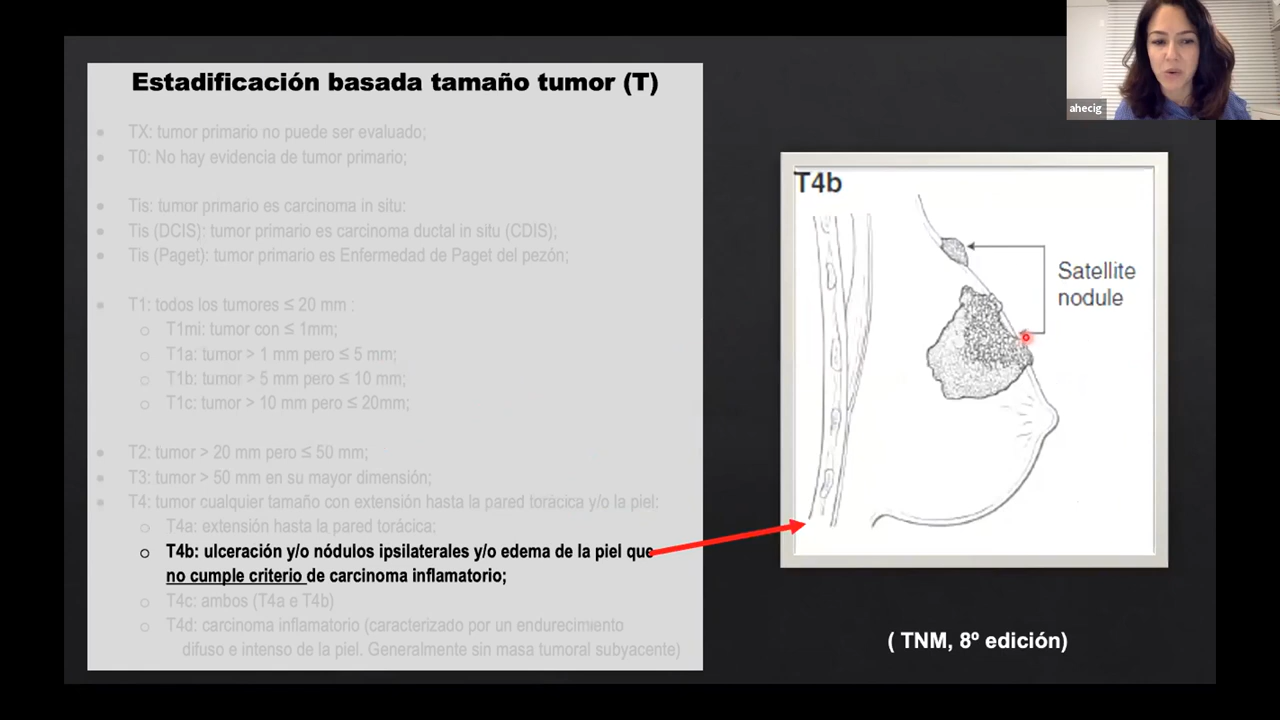 ahecig
Estadificación basada tamaño tumor (T)
• TX: tumor primario no puede ser evaluado;
• T0: No hay evidencia de tumor primario;
• Tis: tumor primario es carcinoma in situ:
Tis (DCIS): tumor primario es carcinoma ductal in situ (CDIS);
• Tis (Paget): tumor primario es Enfermedad de Paget del pezón;
• T1: todos los tumores ≤ 20 mm :
o T1mi: tumor con ≤ 1mm;
o T1a: tumor > 1 mm pero ≤ 5 mm;
o T1b: tumor > 5 mm pero ≤ 10 mm;
o T1c: tumor > 10 mm pero ≤ 20mm;
• T2: tumor > 20 mm pero ≤ 50 mm;
• T3: tumor > 50 mm en su mayor dimensión;
• T4: tumor cualquier tamaño con extensión hasta la pared torácica y/o la piel:
o T4a: extensión hasta la pared torácica;
o T4b: ulceración y/o nódulos ipsilaterales y/o edema de la piel que
no cumple criterio de carcinoma inflamatorio;
o T4c: ambos (T4a e T4b)
o T4d: carcinoma inflamatorio (caracterizado por un endurecimiento
difuso e intenso de la piel. Generalmente sin masa tumoral subyacente)
T4b
Satellite
nodule
( TNM, 8º edición)